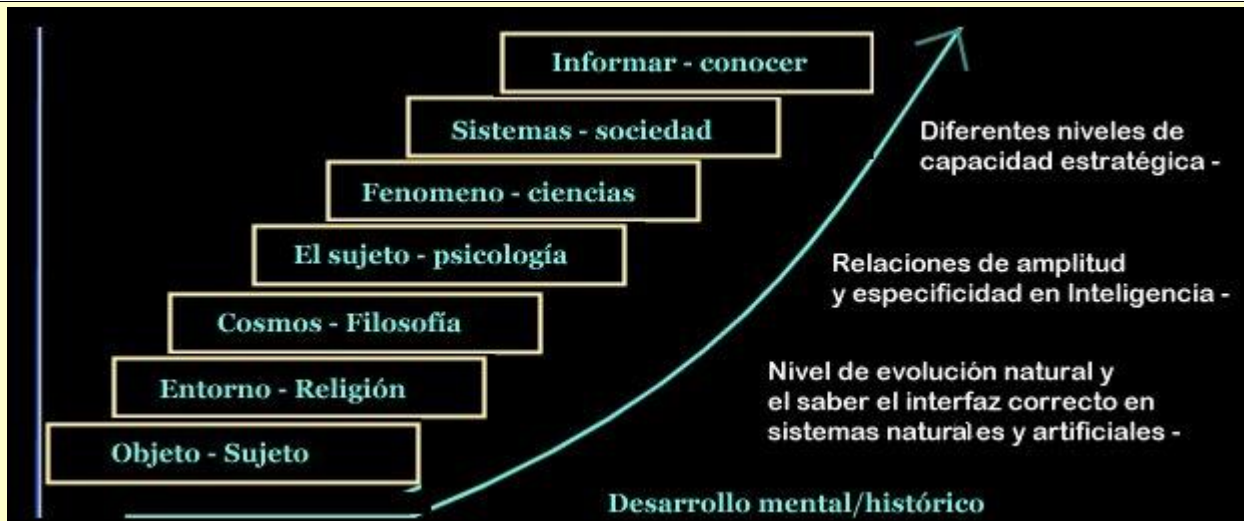 Informar - conocer
Sistemas - sociedad
Fenomeno - ciencias
El sujeto - psicología
Cosmos - Filosofía
Entorno - Religión
Objeto - Sujeto
Diferentes niveles de
capacidad estratégica -
Relaciones de amplitud
y especificidad en Inteligencia -
Nivel de evolución natural y
el saber el interfaz correcto en
sistemas naturales y artificiales -
Desarrollo mental/histórico